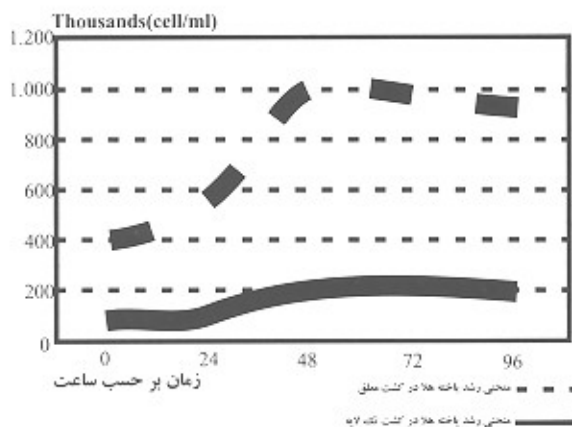 Thousands(cell/ml)
1.200
1.000
800
600
400
200
0
0 24 48 72 96
زمان بر حسب ساعت
منحنی رشد یاخته هلا در کشت معلق
منحنی رشد یاخته هلا در کشت تک لایه